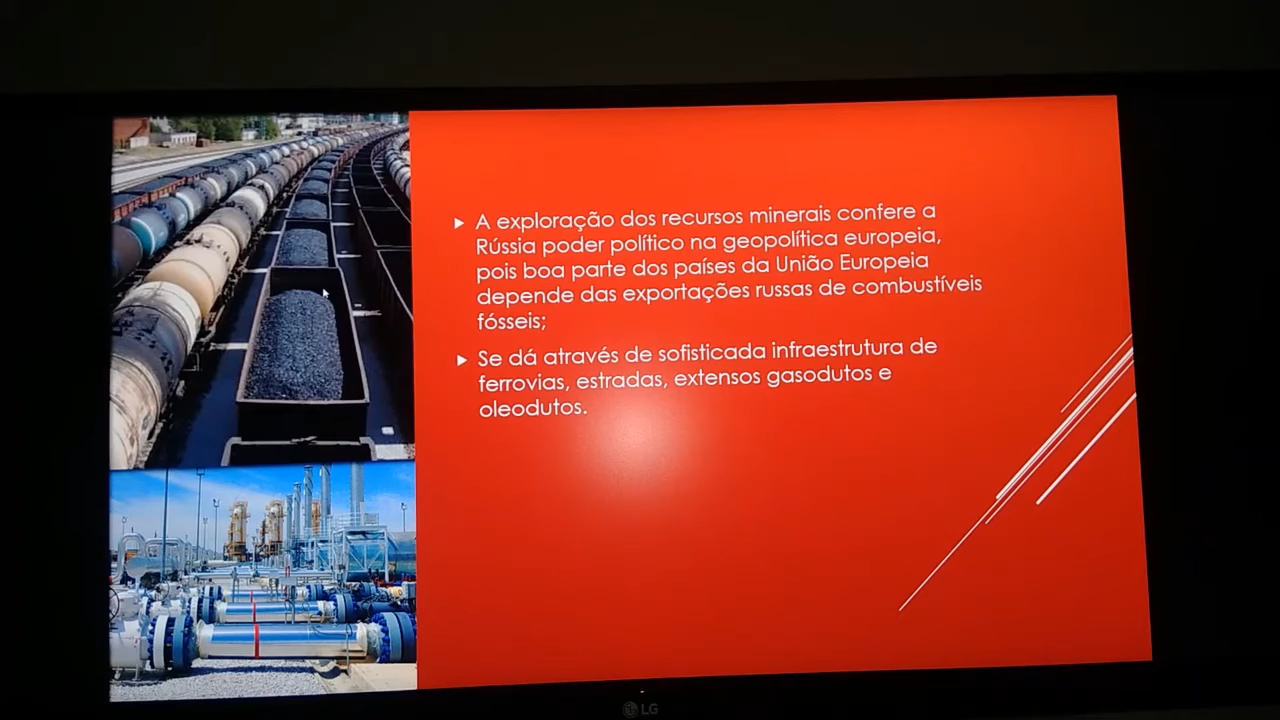 A exploração dos recursos minerais confere a
Rússia poder político na geopolítica europeia,
pois boa parte dos países da União Europeia
depende das exportações russas de combustíveis
fósseis;
Se dá através de sofisticada infraestrutura de
ferrovias, estradas, extensos gasodutos e
oleodutos.
LG